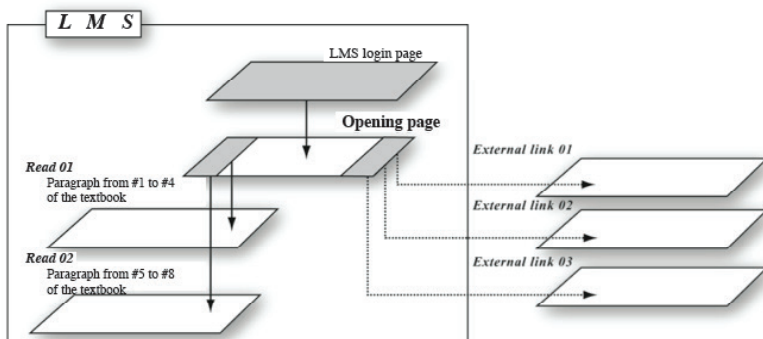 L M S
LMS login page
Opening page
Read 01
Paragraph from #1 to #4
of the textbook
Read 02
Paragraph from #5 to #8
of the textbook
External link 01
External link 02
External link 03